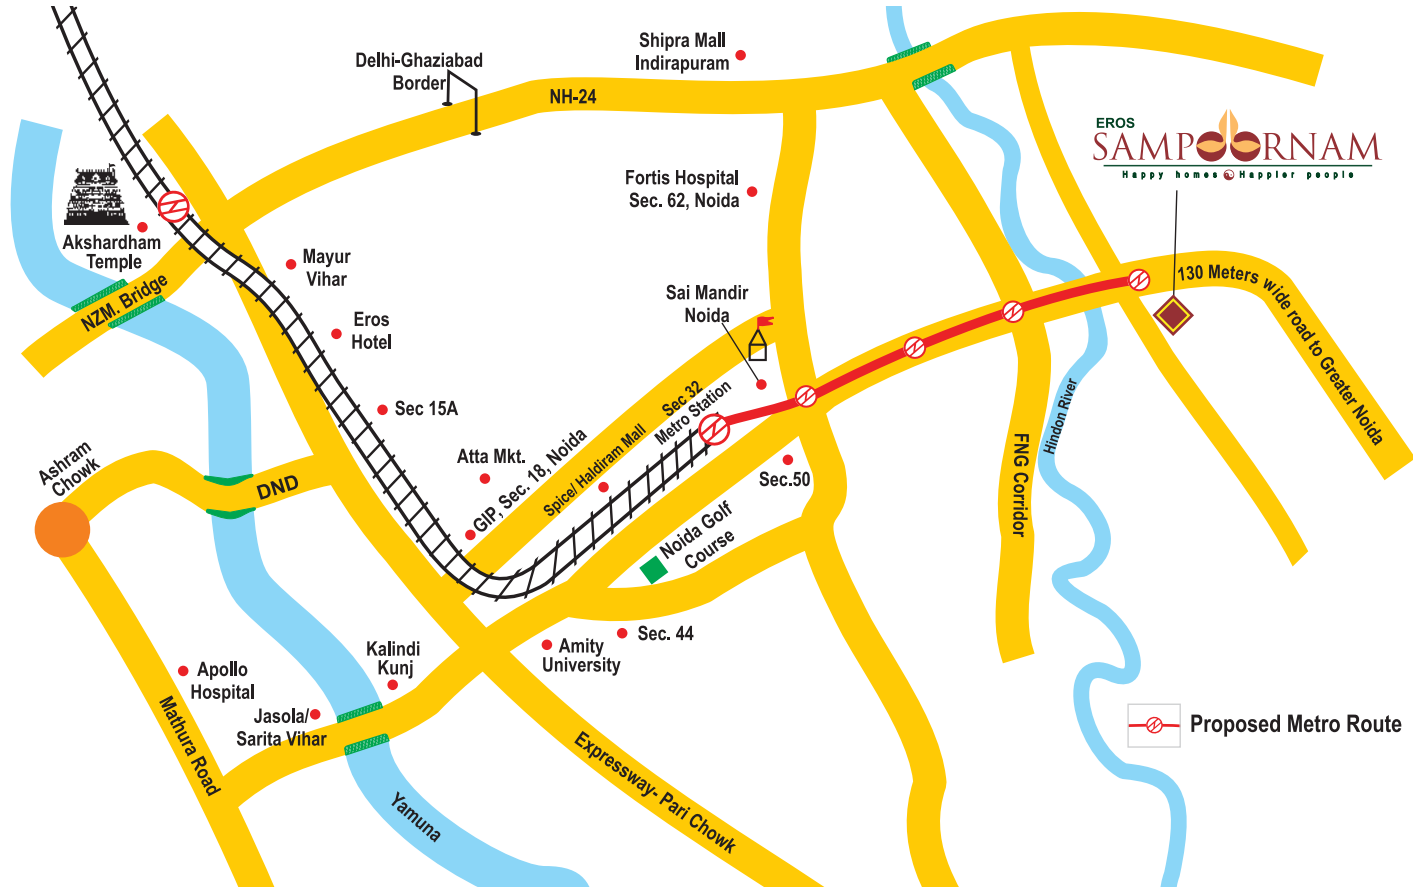 Shipra Mall
Indirapuram
Delhi-Ghaziabad
Border
NH-24
EROS
SAMPOORNAM
Happy homes Happier people
Fortis Hospital
Sec. 62, Noida
Akshardham
Temple
Mayur
Vihar
NZM. Bridge
130 Meters wide road to Greater Noida
Sai Mandir
Noida
Eros
Hotel
Sec 15A
Sec 32
Metro Station
Hindon River
Ashram
Chowk
Atta Mkt.
GIP, Sec. 18, Noida
Spice/ Haldiram Mall
Sec.50
FNG Corridor
DND
Noida Golf
Course
Sec. 44
Amity
University
Kalindi
Kunj
Apollo
Hospital
Jasola/
Sarita Vihar
Mathura Road
Proposed Metro Route
Expressway- Pari Chowk
Yamuna